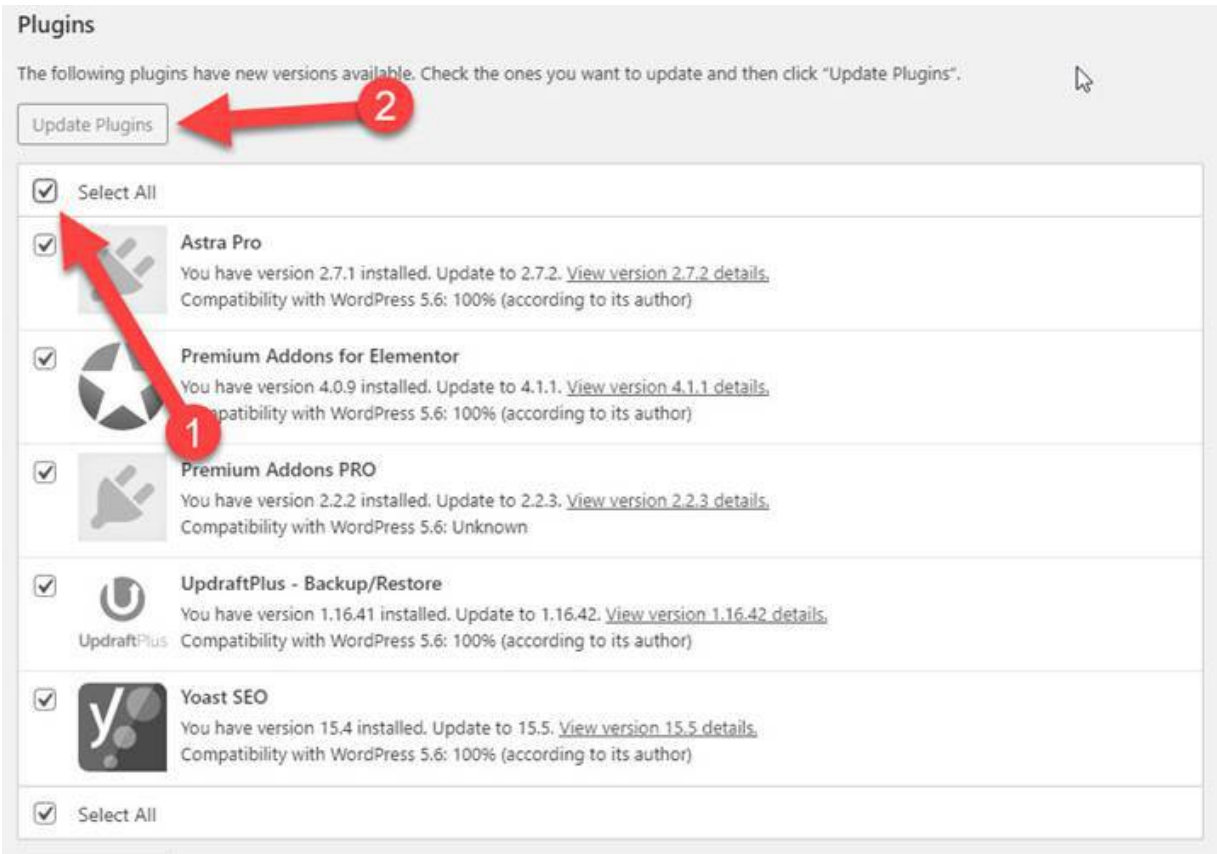 Plugins
The following plugins have new versions available. Check the ones you want to update and then click “Update Plugins”.
Update Plugins
2
Select All
Astra Pro
You have version 2.7.1 installed. Update to 2.7.2. View version 2.7.2 details.
Compatibility with WordPress 5.6: 100% (according to its author)
Premium Addons for Elementor
You have version 4.0.9 installed. Update to 4.1.1. View version 4.1.1 details.
patibility with WordPress 5.6: 100% (according to its author)
1
Premium Addons PRO
You have version 2.2.2 installed. Update to 2.2.3. View version 2.2.3 details.
Compatibility with WordPress 5.6: Unknown
UpdraftPlus - Backup/Restore
You have version 1.16.41 installed. Update to 1.16.42. View version 1.16.42 details.
UpdraftPlus
Compatibility with WordPress 5.6: 100% (according to its author)
y
Yoast SEO
You have version 15.4 installed. Update to 15.5. View version 15.5 details.
Compatibility with WordPress 5.6: 100% (according to its author)
Select All